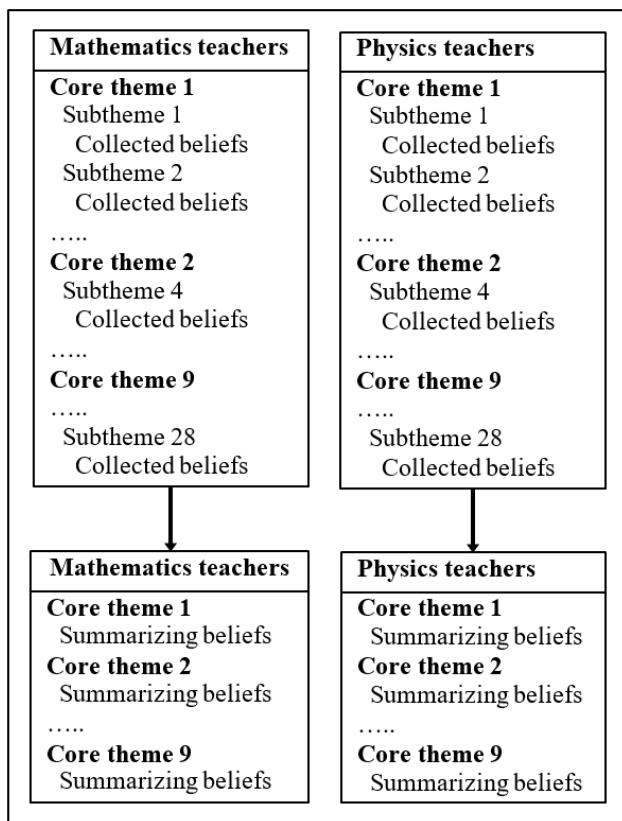 Mathematics teachers
Core theme 1
Subtheme 1
Collected beliefs
Subtheme 2
Collected beliefs
.....
Core theme 2
Subtheme 4
Collected beliefs
.....
Core theme 9
.....
Subtheme 28
Collected beliefs
Physics teachers
Core theme 1
Subtheme 1
Collected beliefs
Subtheme 2
Collected beliefs
.....
Core theme 2
Subtheme 4
Collected beliefs
.....
Core theme 9
.....
Subtheme 28
Collected beliefs
Mathematics teachers
Core theme 1
Summarizing beliefs
Core theme 2
Summarizing beliefs
.....
Core theme 9
Summarizing beliefs
Physics teachers
Core theme 1
Summarizing beliefs
Core theme 2
Summarizing beliefs
.....
Core theme 9
Summarizing beliefs